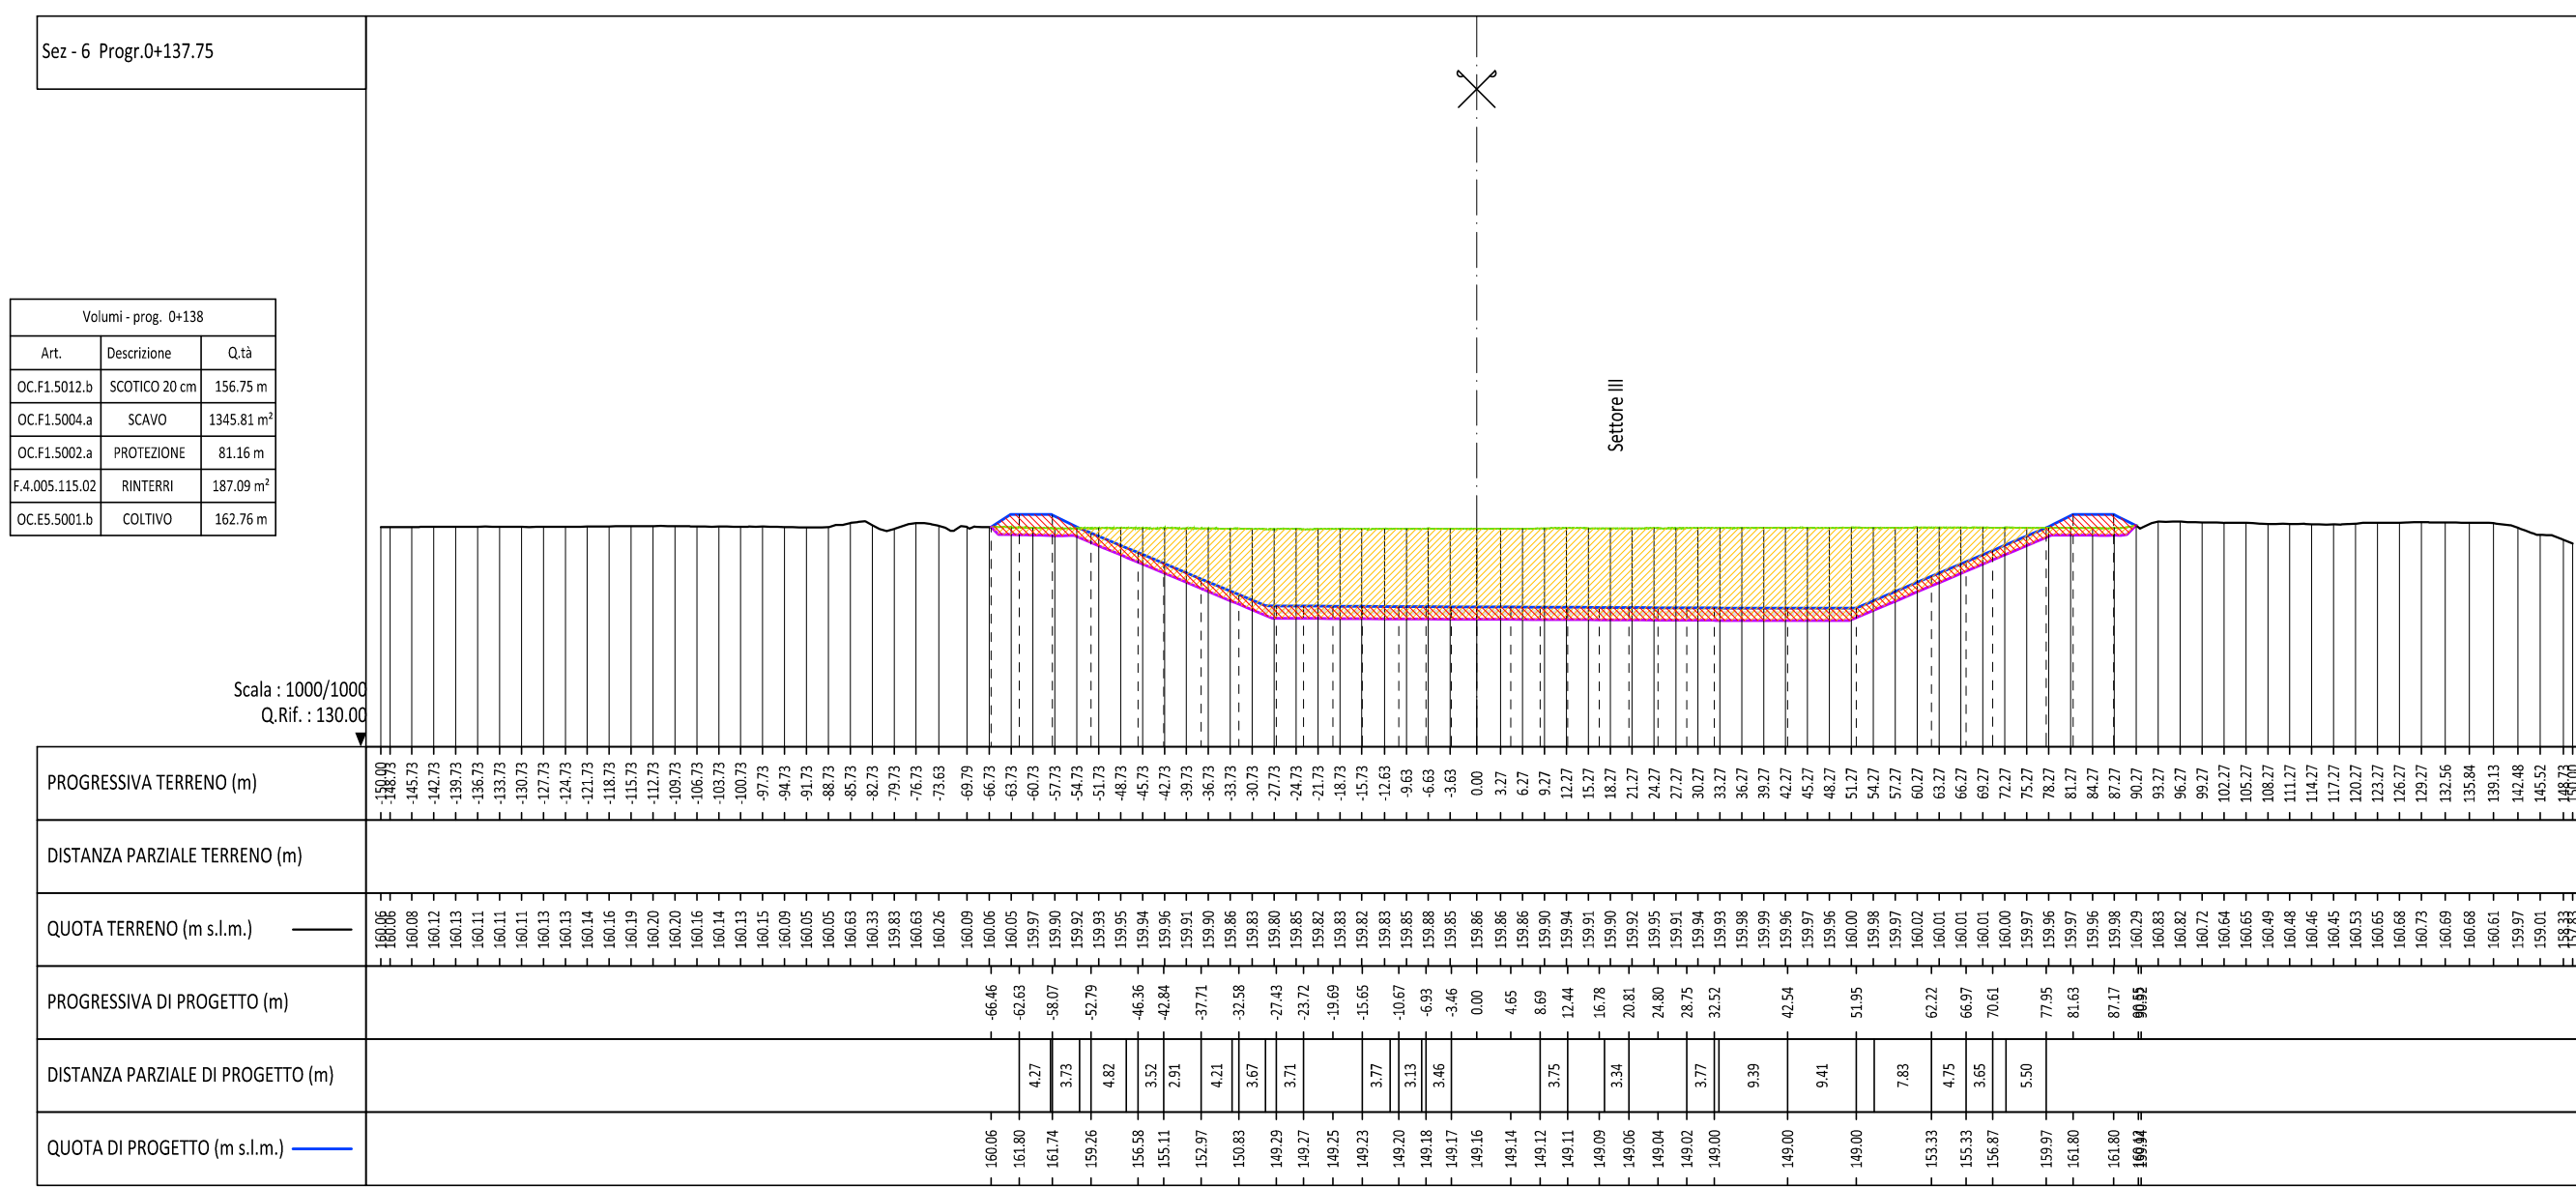 Sez - 6 Progr.0+137.75
Settore III
Volumi - prog. 0+138
Art. Descrizione Q.tà
OC.F1.5012.b SCOTICO 20 cm 156.75 m
OC.F1.5004.a SCAVO 1345.81 m²
OC.F1.5002.a PROTEZIONE 81.16 m
F.4.005.115.02 RINTERRI 187.09 m²
OC.E5.5001.b COLTIVO 162.76 m
Scala : 1000/1000
Q.Rif. : 130.00
PROGRESSIVA TERRENO (m) -150.00 -148.73 -145.73 -142.73 -139.73 -136.73 -133.73 -130.73 -127.73 -124.73 -121.73 -118.73 -115.73 -112.73 -109.73 -106.73 -103.73 -100.73 -97.73 -94.73 -91.73 -88.73 -85.73 -82.73 -79.73 -76.73 -73.63 -69.79 -66.73 -63.73 -60.73 -57.73 -54.73 -51.73 -48.73 -45.73 -42.73 -39.73 -36.73 -33.73 -30.73 -27.73 -24.73 -21.73 -18.73 -15.73 -12.63 -9.63 -6.63 -3.63 0.00 3.27 6.27 9.27 12.27 15.27 18.27 21.27 24.27 27.27 30.27 33.27 36.27 39.27 42.27 45.27 48.27 51.27 54.27 57.27 60.27 63.27 66.27 69.27 72.27 75.27 78.27 81.27 84.27 87.27 90.27 93.27 96.27 99.27 102.27 105.27 108.27 111.27 114.27 117.27 120.27 123.27 126.27 129.27 132.56 135.84 139.13 142.48 145.52 148.73 150.00
DISTANZA PARZIALE TERRENO (m)
QUOTA TERRENO (m s.l.m.) 160.06 160.06 160.08 160.12 160.13 160.11 160.11 160.11 160.13 160.13 160.14 160.16 160.19 160.20 160.20 160.16 160.14 160.13 160.15 160.09 160.05 160.05 160.63 160.33 159.83 160.63 160.26 160.09 160.06 160.05 159.97 159.90 159.92 159.93 159.95 159.94 159.96 159.91 159.90 159.86 159.83 159.80 159.85 159.82 159.83 159.82 159.83 159.85 159.88 159.85 159.86 159.86 159.86 159.90 159.94 159.91 159.90 159.92 159.95 159.91 159.94 159.93 159.98 159.99 159.96 159.97 159.96 160.00 159.98 159.97 160.02 160.01 160.01 160.01 160.00 159.97 159.96 159.97 159.96 159.98 160.29 160.83 160.82 160.72 160.64 160.65 160.49 160.48 160.46 160.45 160.53 160.65 160.68 160.73 160.69 160.68 160.61 159.97 159.01 158.33
PROGRESSIVA DI PROGETTO (m) -66.46 -62.63 -58.07 -52.79 -46.36 -42.84 -37.71 -32.58 -27.43 -23.72 -19.69 -15.65 -10.67 -6.93 -3.46 0.00 4.65 8.69 12.44 16.78 20.81 24.80 28.75 32.52 42.54 51.95 62.22 66.97 70.61 77.95 81.63 87.17
DISTANZA PARZIALE DI PROGETTO (m) 4.27 3.73 4.82 3.52 2.91 4.21 3.67 3.71 3.77 3.13 3.46 3.75 3.34 3.77 9.39 9.41 7.83 4.75 3.65 5.50
QUOTA DI PROGETTO (m s.l.m.) 160.06 161.80 161.74 159.26 156.58 155.11 152.97 150.83 149.29 149.27 149.25 149.23 149.20 149.18 149.17 149.16 149.14 149.12 149.11 149.09 149.06 149.04 149.02 149.00 149.00 149.00 153.33 155.33 156.87 159.97 161.80 161.80